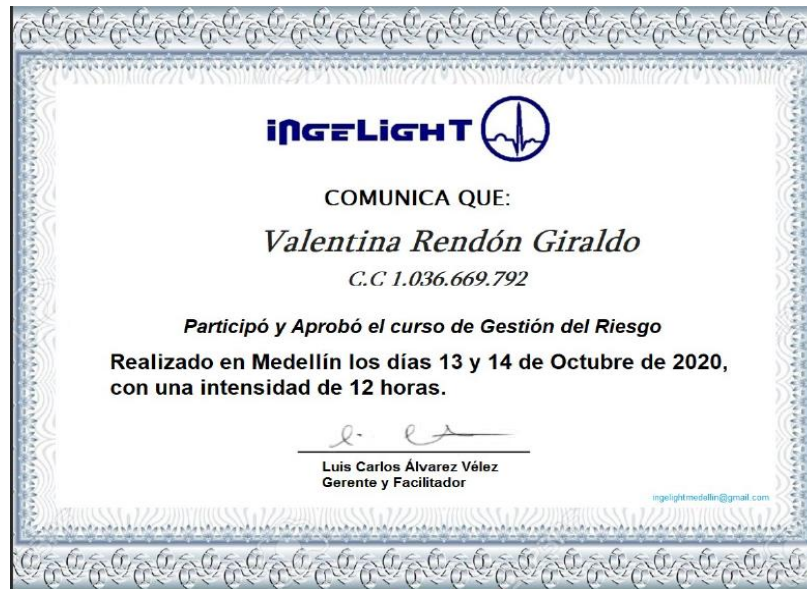 iNGELiGHT
COMUNICA QUE:
Valentina Rendón Giraldo
C.C 1.036.669.792
Participó y Aprobó el curso de Gestión del Riesgo
Realizado en Medellín los días 13 y 14 de Octubre de 2020,
con una intensidad de 12 horas.
Luis Carlos Álvarez Vélez
Gerente y Facilitador
ingelightmedellin@gmail.com